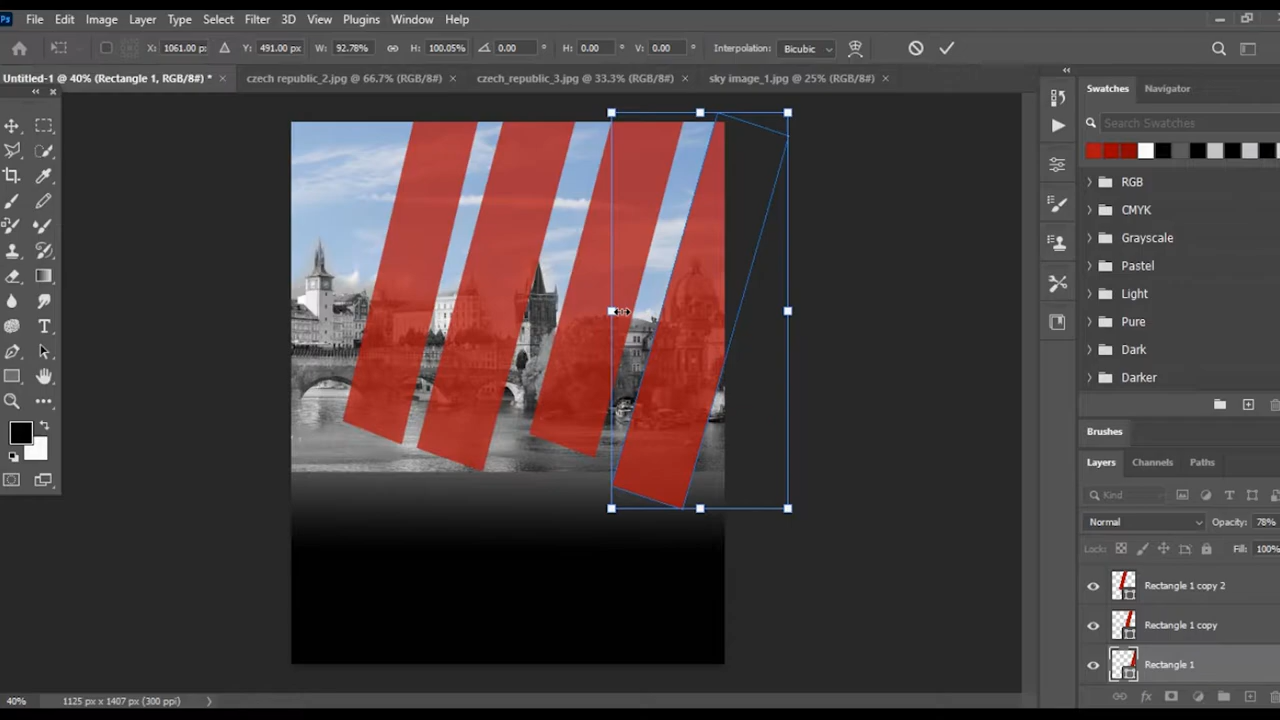 Ps File Edit Image Layer Type Select Filter 3D View Plugins Window Help
X: 1061.00 px Y: 491.00 px W: 92.78% H: 100.05% 0.00 ° H: 0.00 ° V: 0.00 ° Interpolation: Bicubic
Untitled-1 @ 40% (Rectangle 1, RGB/8#) * × czech republic_2.jpg @ 66.7% (RGB/8#) × czech_republic_3.jpg @ 33.3% (RGB/8#) × sky image_1.jpg @ 25% (RGB/8#) ×
Swatches Navigator
Search Swatches
RGB
CMYK
Grayscale
Pastel
Light
Pure
Dark
Darker
Brushes
Layers Channels Paths
Kind
Normal Opacity: 78%
Lock: Fill: 100%
Rectangle 1 copy 2
Rectangle 1 copy
Rectangle 1
fx
40% 1125 px x 1407 px (300 ppi)